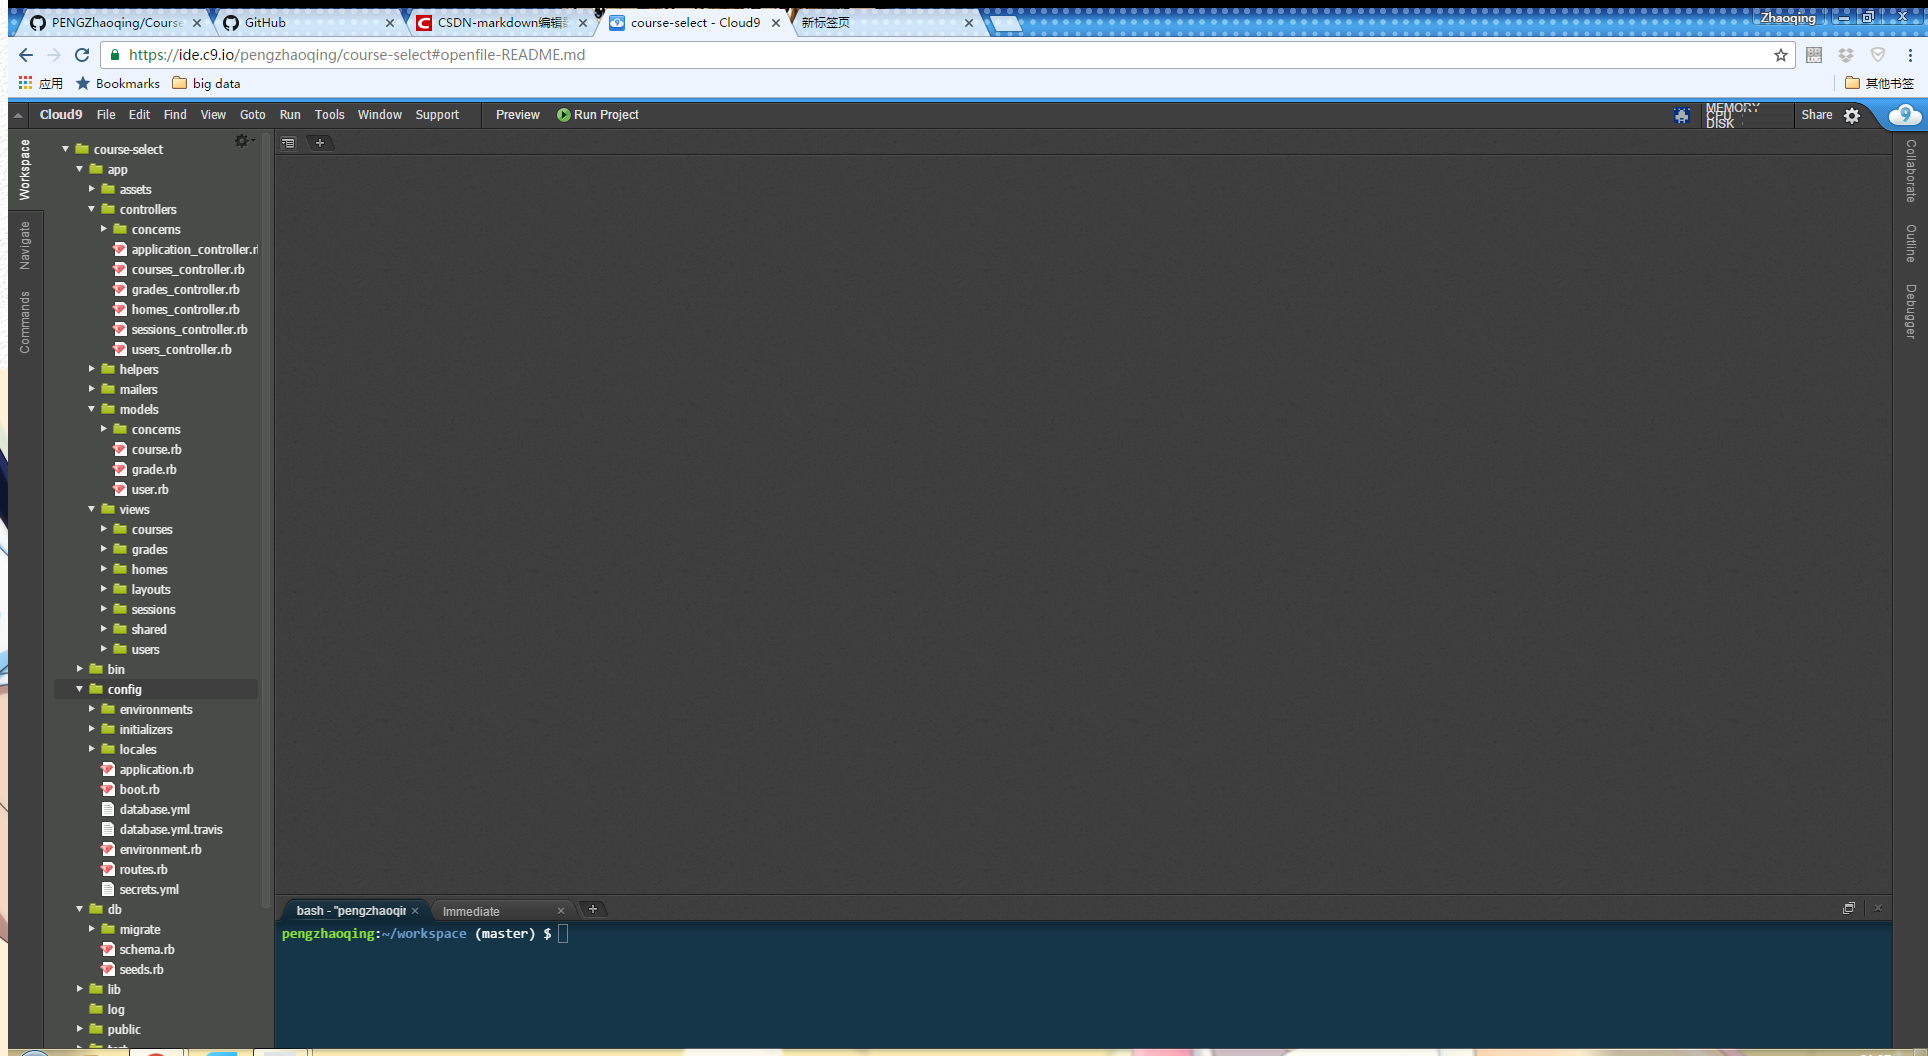 PENGZhaoqing/Course
GitHub
CSDN-markdown编辑
course-select - Cloud9
新标签页
Zhaoqing
https://ide.c9.io/pengzhaoqing/course-select#openfile-README.md
应用
Bookmarks
big data
其他书签
Cloud9
File
Edit
Find
View
Goto
Run
Tools
Window
Support
Preview
Run Project
MEMORY
CPU
DISK
Share
Workspace
Navigate
Commands
course-select
app
assets
controllers
concerns
application_controller.r
courses_controller.rb
grades_controller.rb
homes_controller.rb
sessions_controller.rb
users_controller.rb
helpers
mailers
models
concerns
course.rb
grade.rb
user.rb
views
courses
grades
homes
layouts
sessions
shared
users
bin
config
environments
initializers
locales
application.rb
boot.rb
database.yml
database.yml.travis
environment.rb
routes.rb
secrets.yml
db
migrate
schema.rb
seeds.rb
lib
log
public
Collaborate
Outline
Debugger
bash - "pengzhaoqin
Immediate
pengzhaoqing:~/workspace (master) $